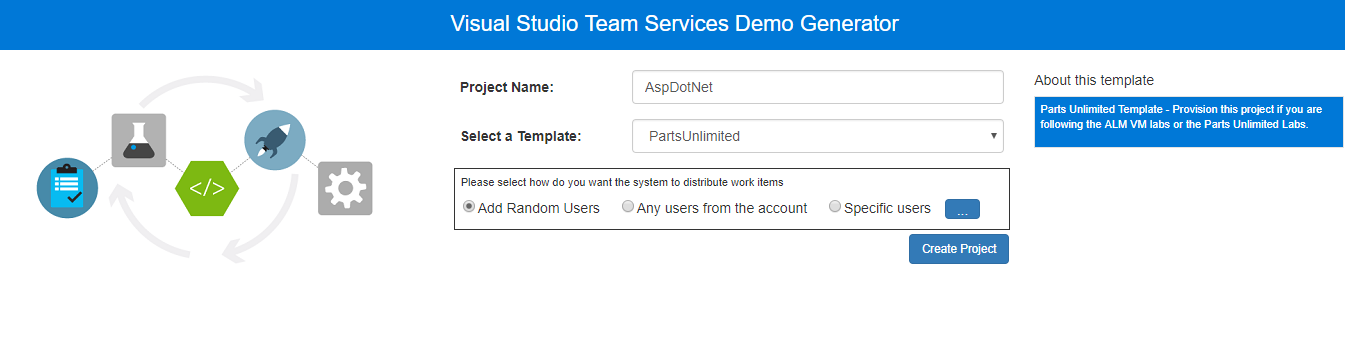 Visual Studio Team Services Demo Generator
Project Name:
AspDotNet
Select a Template:
PartsUnlimited
Please select how do you want the system to distribute work items
Add Random Users Any users from the account Specific users ...
Create Project
About this template
Parts Unlimited Template - Provision this project if you are
following the ALM VM labs or the Parts Unlimited Labs.
</>